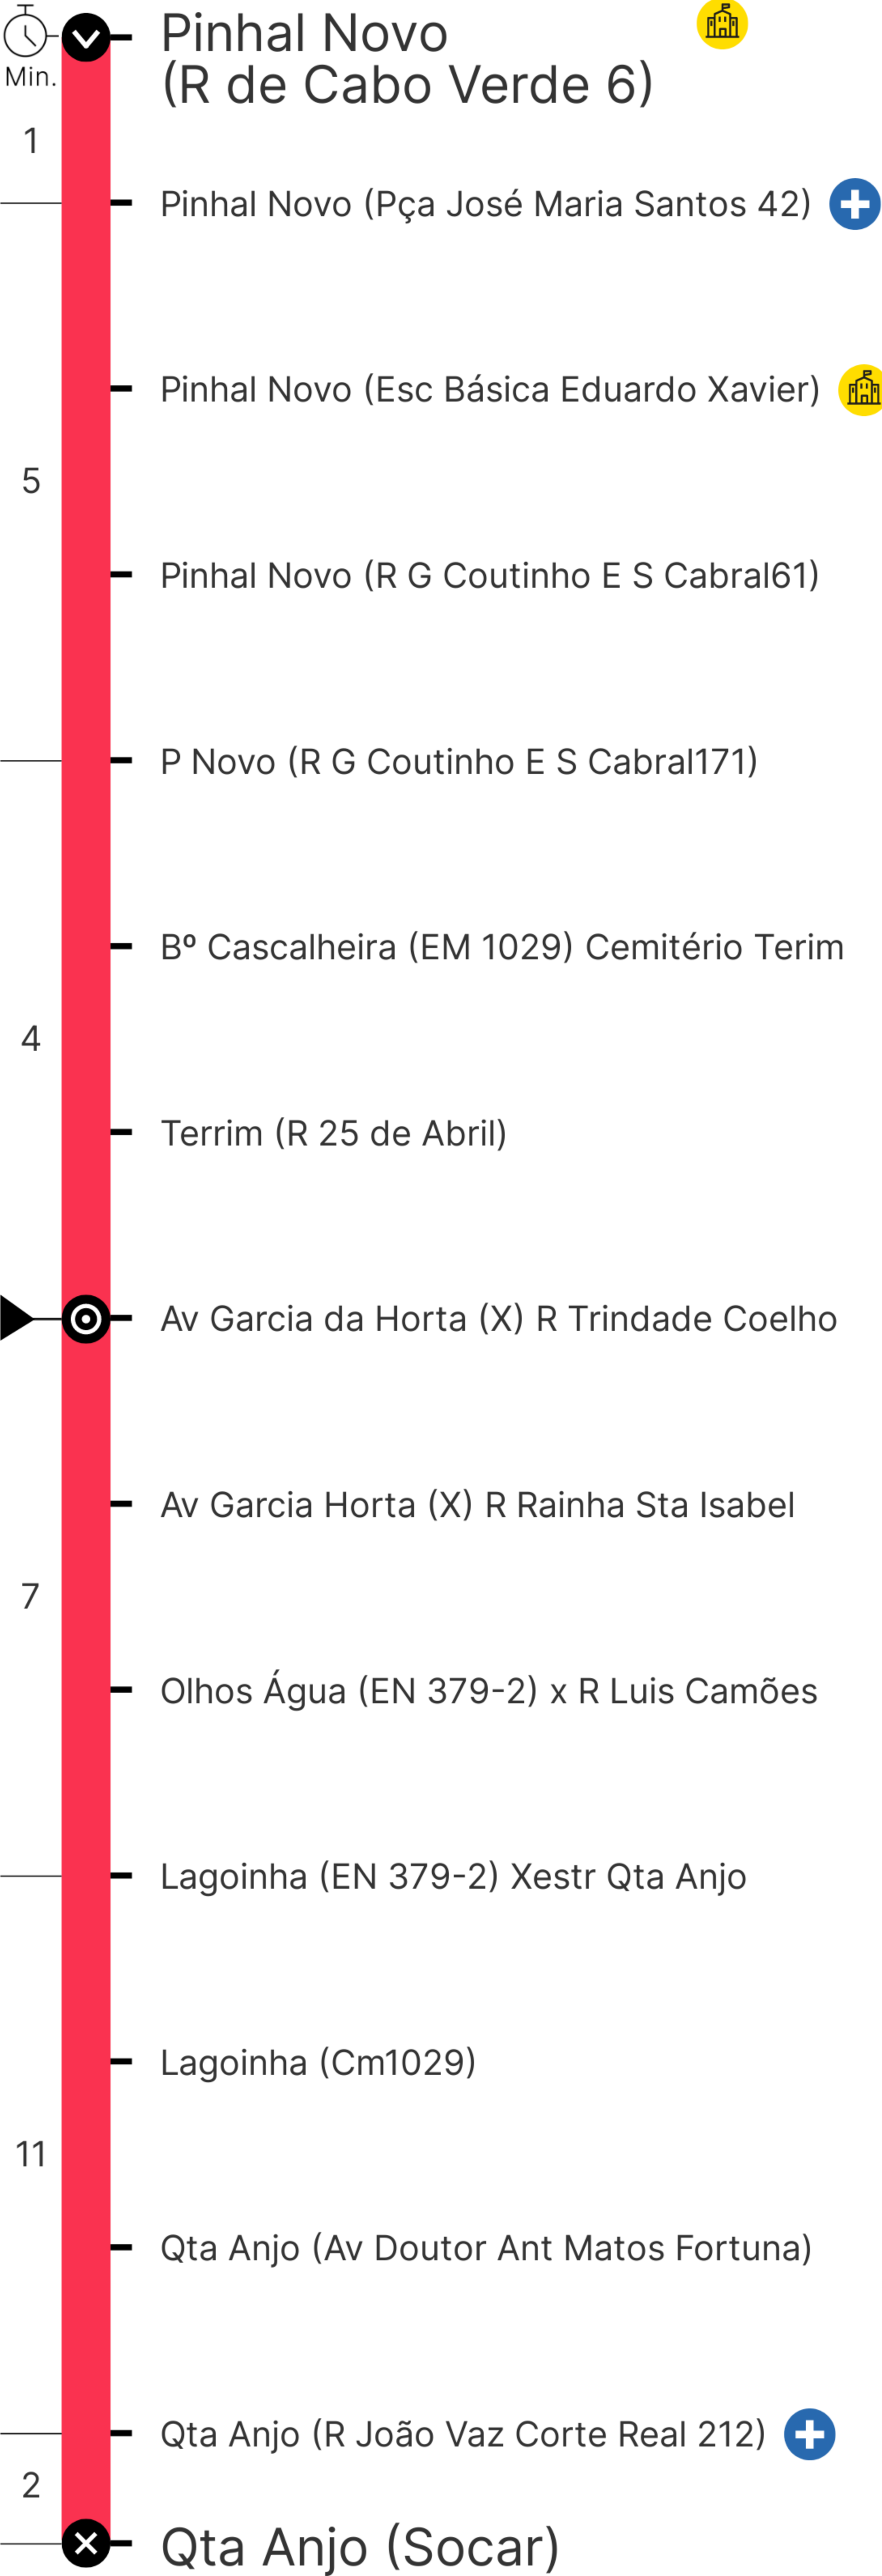 Pinhal Novo
(R de Cabo Verde 6)
Min.
1
Pinhal Novo (Pça José Maria Santos 42)
Pinhal Novo (Esc Básica Eduardo Xavier)
5
Pinhal Novo (R G Coutinho E S Cabral61)
P Novo (R G Coutinho E S Cabral171)
Bº Cascalheira (EM 1029) Cemitério Terim
4
Terrim (R 25 de Abril)
Av Garcia da Horta (X) R Trindade Coelho
Av Garcia Horta (X) R Rainha Sta Isabel
7
Olhos Água (EN 379-2) x R Luis Camões
Lagoinha (EN 379-2) Xestr Qta Anjo
Lagoinha (Cm1029)
11
Qta Anjo (Av Doutor Ant Matos Fortuna)
Qta Anjo (R João Vaz Corte Real 212)
2
Qta Anjo (Socar)